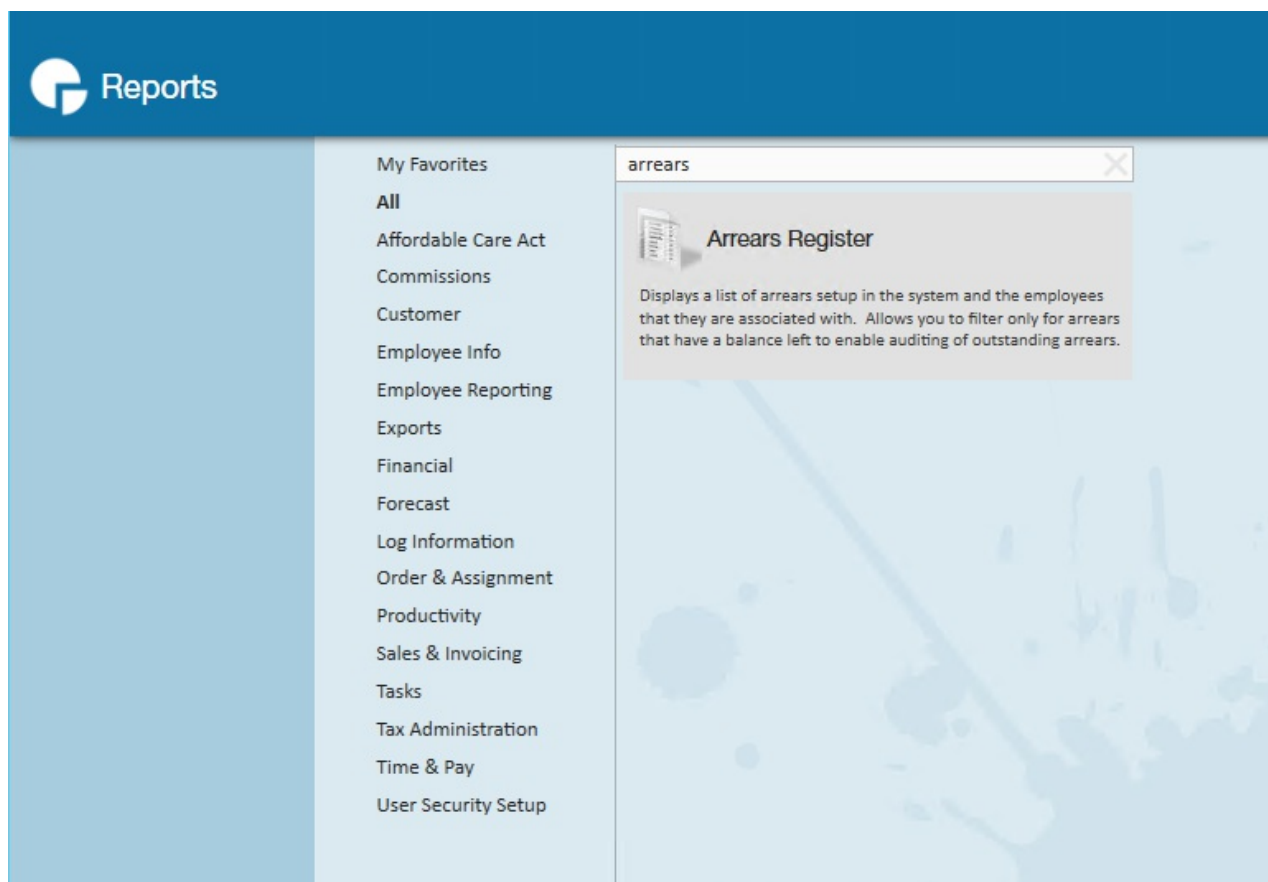 Reports
My Favorites
All
Affordable Care Act
Commissions
Customer
Employee Info
Employee Reporting
Exports
Financial
Forecast
Log Information
Order & Assignment
Productivity
Sales & Invoicing
Tasks
Tax Administration
Time & Pay
User Security Setup
arrears
Arrears Register
Displays a list of arrears setup in the system and the employees
that they are associated with.  Allows you to filter only for arrears
that have a balance left to enable auditing of outstanding arrears.